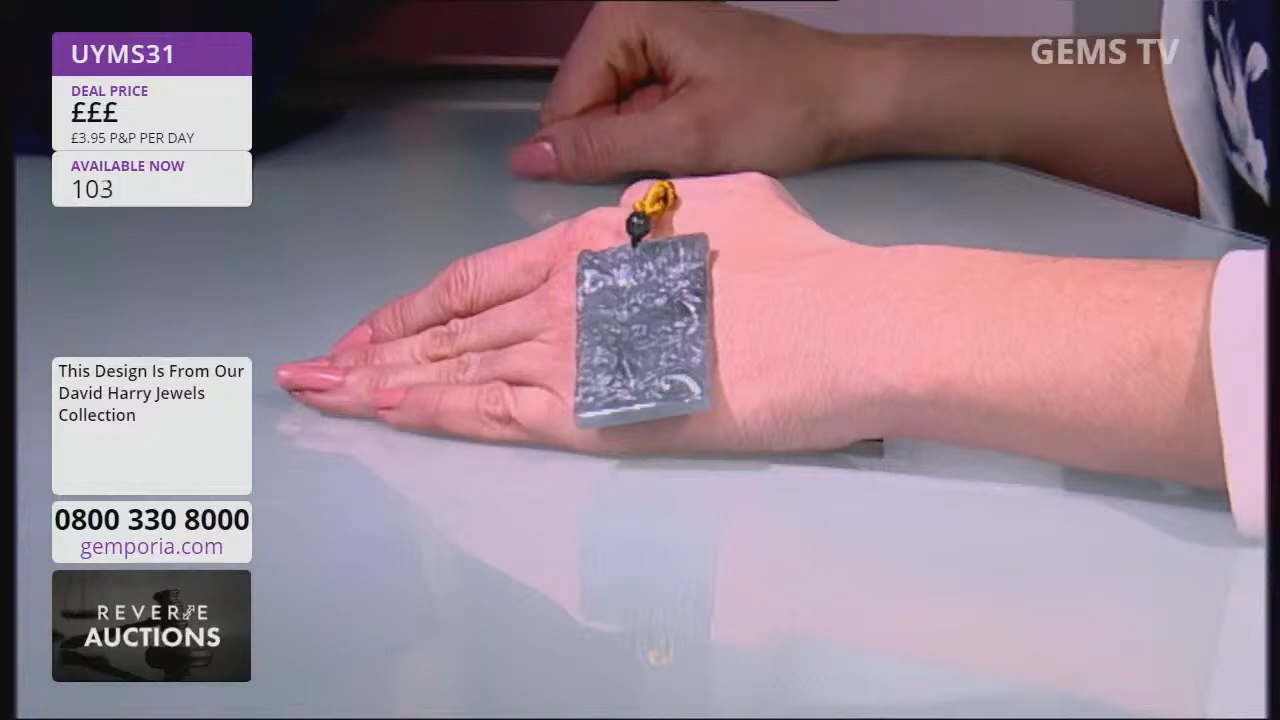 UYMS31
DEAL PRICE
£££
£3.95 P&P PER DAY
AVAILABLE NOW
103
This Design Is From Our
David Harry Jewels
Collection
0800 330 8000
gemporia.com
REVERSE
AUCTIONS
GEMS TV